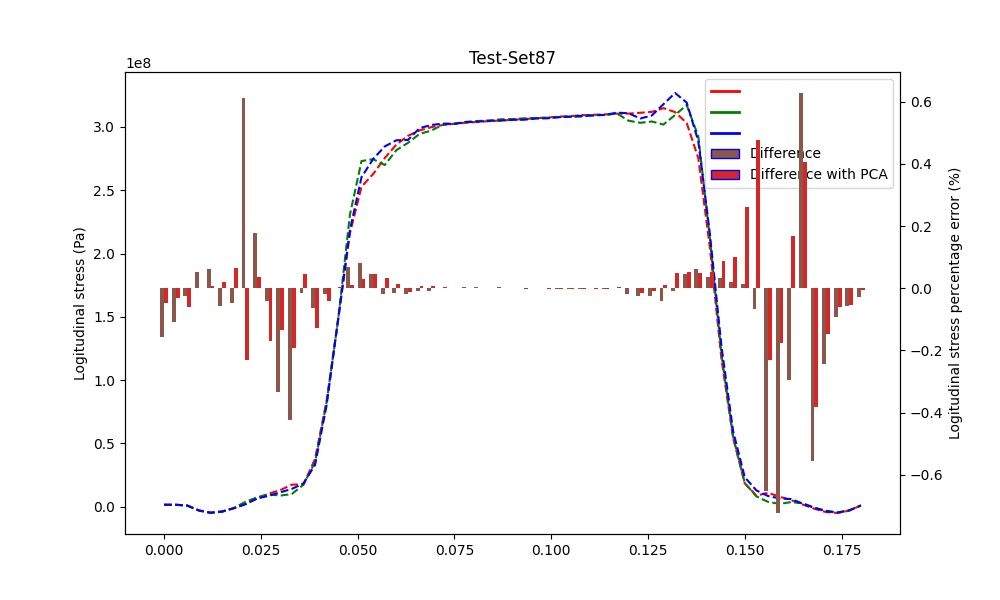 Test-Set87
1e8
Difference
Difference with PCA
3.0
2.5
2.0
1.5
1.0
0.5
0.0
Logitudinal stress (Pa)
0.6
0.4
0.2
0.0
−0.2
−0.4
−0.6
Logitudinal stress percentage error (%)
0.000 0.025 0.050 0.075 0.100 0.125 0.150 0.175